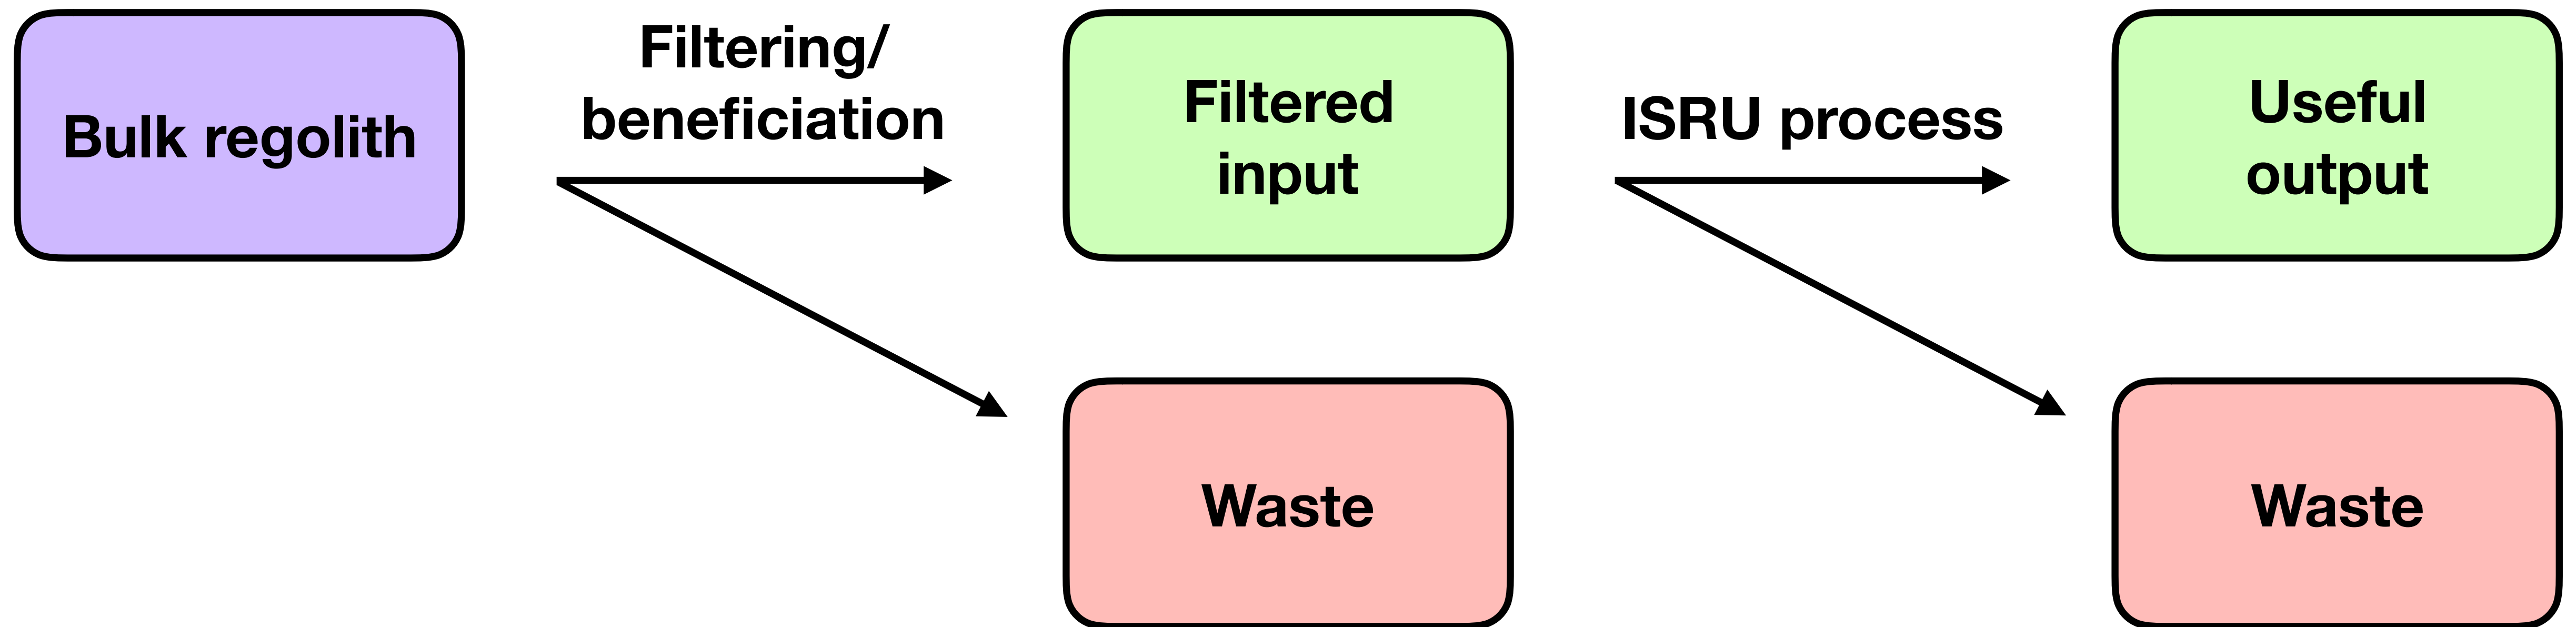 Bulk regolith
Filtering/
beneficiation
Filtered
input
ISRU process
Useful
output
Waste
Waste